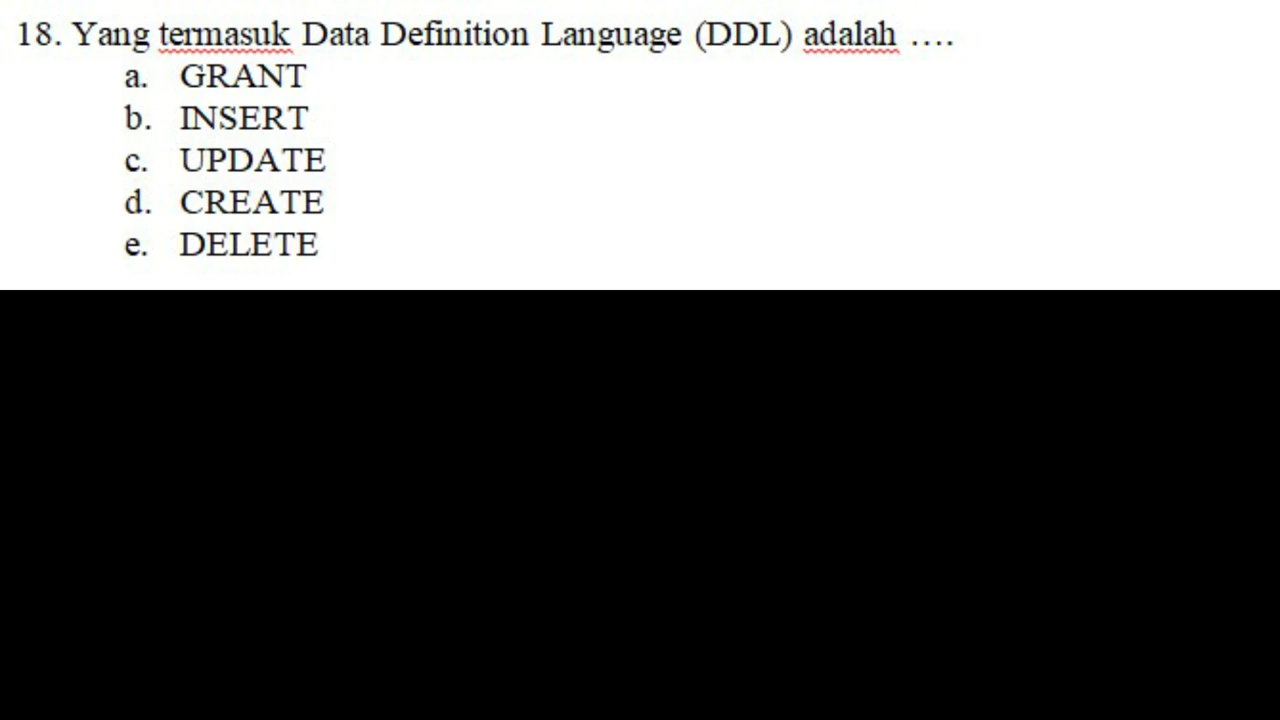 18. Yang termasuk Data Definition Language (DDL) adalah ....
a. GRANT
b. INSERT
c. UPDATE
d. CREATE
e. DELETE